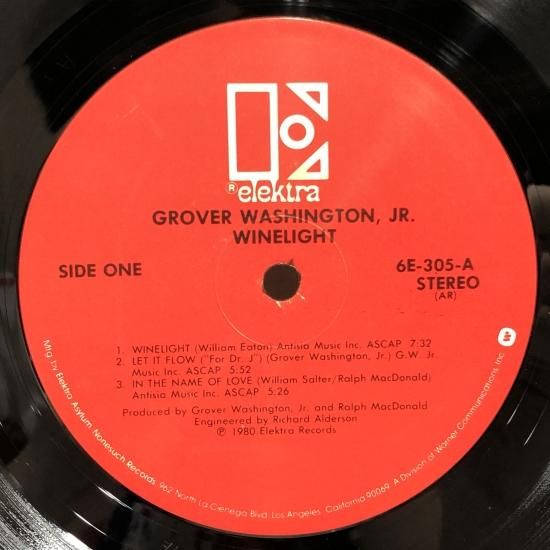 ® elektra
GROVER WASHINGTON, JR.
WINELIGHT
SIDE ONE
6E-305-A
STEREO
(AR)
1. WINELIGHT (William Eaton) Antisia Music Inc. ASCAP 7:32
2. LET IT FLOW ("For Dr. J") (Grover Washington, Jr.) G.W. Jr.
Music Inc. ASCAP 5:52
3. IN THE NAME OF LOVE (William Salter/Ralph MacDonald)
Antisia Music Inc. ASCAP 5:26
Produced by Grover Washington, Jr. and Ralph MacDonald
Engineered by Richard Alderson
℗ 1980 Elektra Records
Mfg. by Elektra/Asylum/Nonesuch Records, 962 North La Cienega Blvd. Los Angeles, California 90069. A Division of Warner Communications Inc.